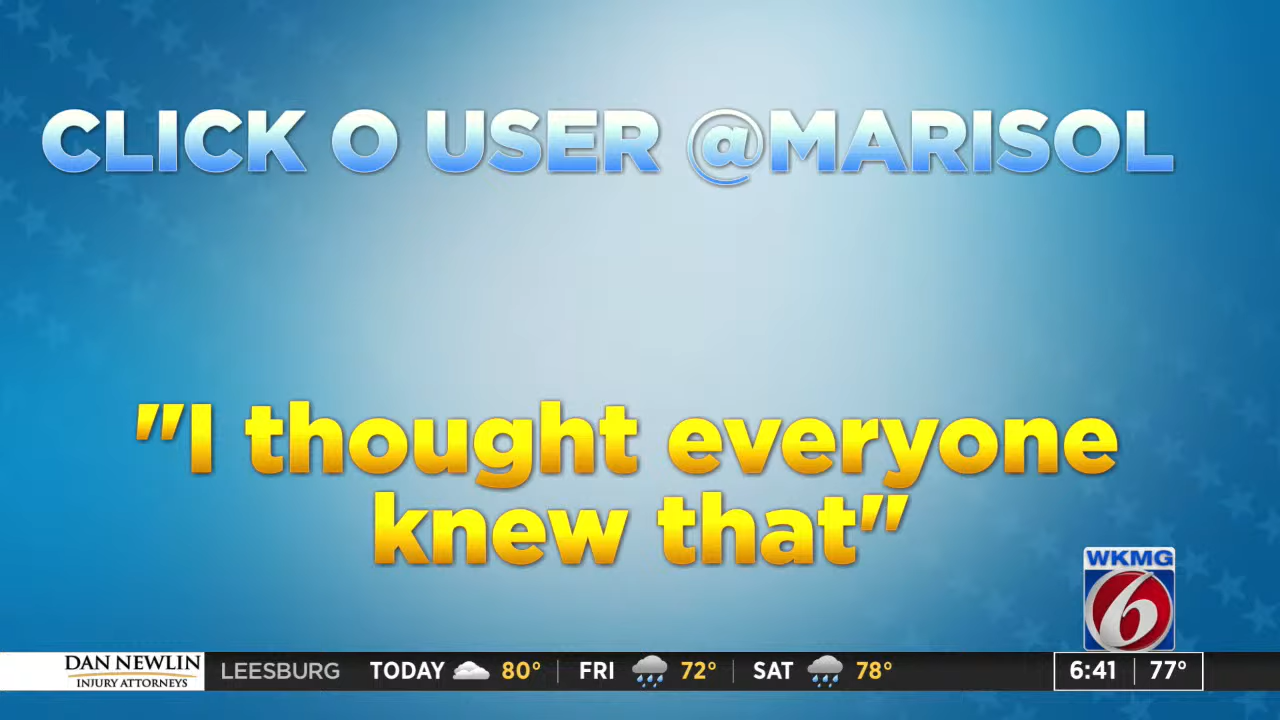 CLICK O USER @MARISOL
"I thought everyone
knew that"
WKMG
6
DAN NEWLIN
INJURY ATTORNEYS
LEESBURG TODAY 80° FRI 72° SAT 78° 6:41 77°